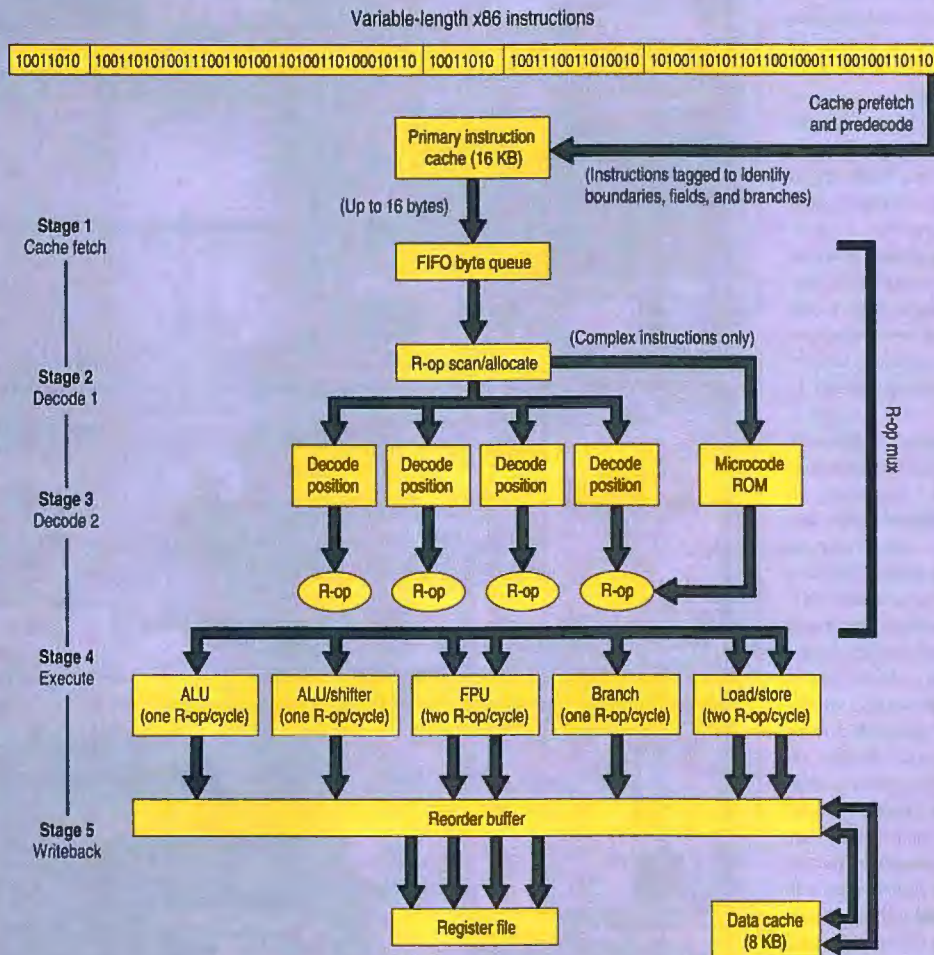 Variable-length x86 instructions
10011010 10011010100111001101001101001101000010110 10011010 1001110011010010 1010011010101101100100011100100110110
Cache prefetch
and predecode
Primary instruction
cache (16 KB)
(Instructions tagged to identify
boundaries, fields, and branches)
(Up to 16 bytes)
Stage 1
Cache fetch
FIFO byte queue
(Complex instructions only)
R-op scan/allocate
Stage 2
Decode 1
R-op mux
Decode
position
Decode
position
Decode
position
Decode
position
Microcode
ROM
Stage 3
Decode 2
R-op R-op R-op R-op
Stage 4
Execute
ALU
(one R-op/cycle)
ALU/shifter
(one R-op/cycle)
FPU
(two R-op/cycle)
Branch
(one R-op/cycle)
Load/store
(two R-op/cycle)
Reorder buffer
Stage 5
Writeback
Register file
Data cache
(8 KB)